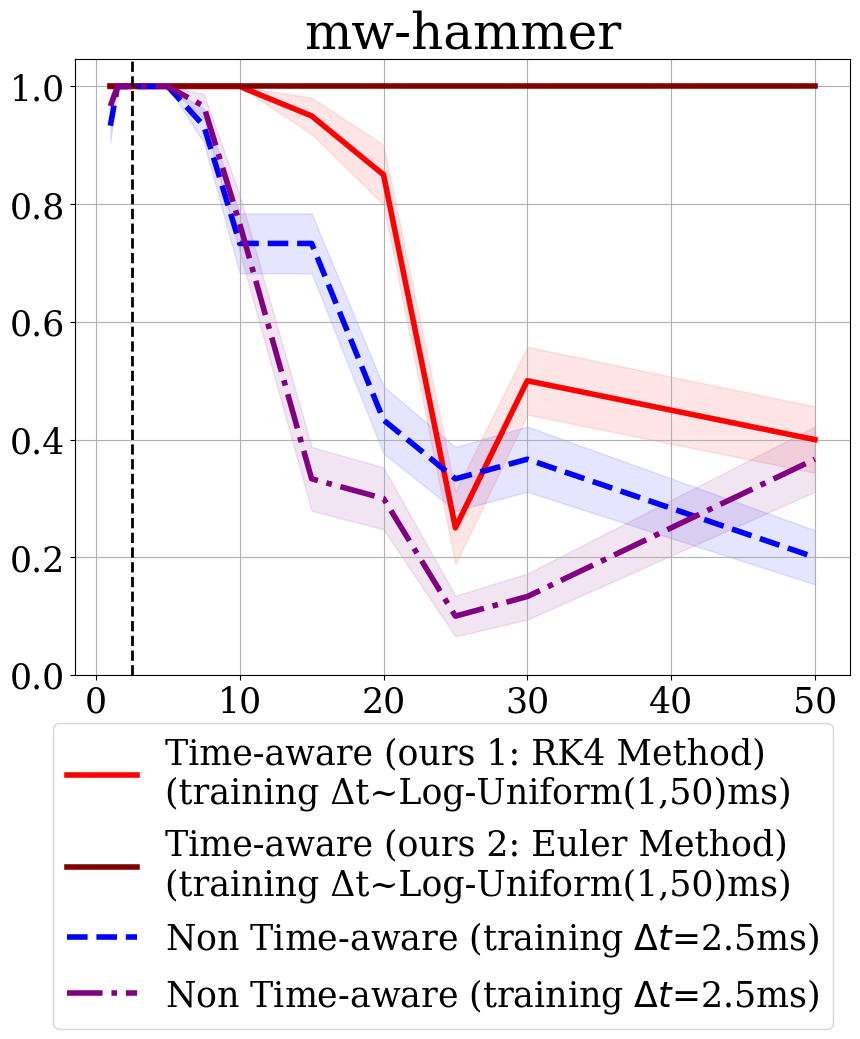 mw-hammer
1.0
0.8
0.6
0.4
0.2
0.0
0 10 20 30 40 50
Time-aware (ours 1: RK4 Method)
(training Δt~Log-Uniform(1,50)ms)
Time-aware (ours 2: Euler Method)
(training Δt~Log-Uniform(1,50)ms)
Non Time-aware (training Δt=2.5ms)
Non Time-aware (training Δt=2.5ms)